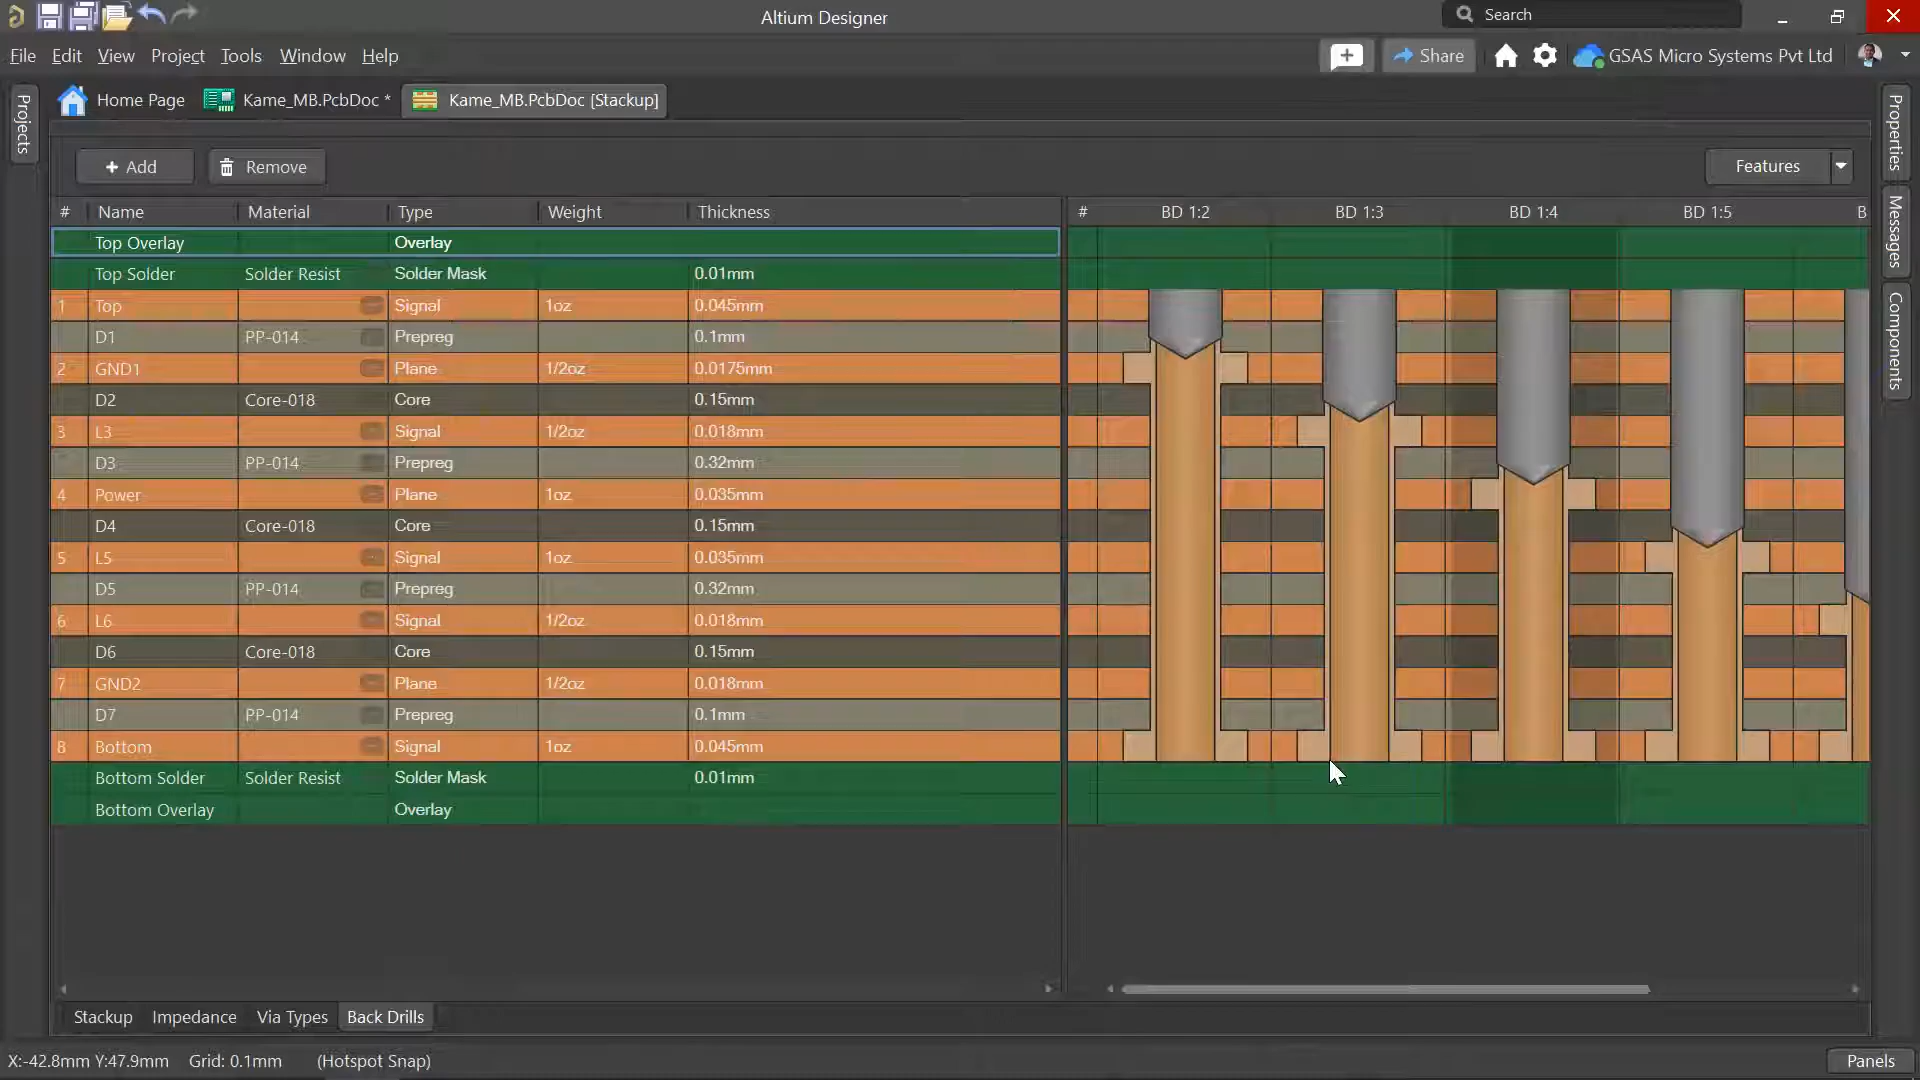 Altium Designer
Search
File Edit View Project Tools Window Help
Share
GSAS Micro Systems Pvt Ltd
Projects
Home Page
Kame_MB.PcbDoc *
Kame_MB.PcbDoc [Stackup]
Properties
Messages
Components
+ Add
Remove
Features
# Name Material Type Weight Thickness
# BD 1:2 BD 1:3 BD 1:4 BD 1:5 B
Top Overlay Overlay
Top Solder Solder Resist Solder Mask 0.01mm
1 Top Signal 1oz 0.045mm
D1 PP-014 Prepreg 0.1mm
2 GND1 Plane 1/2oz 0.0175mm
D2 Core-018 Core 0.15mm
3 L3 Signal 1/2oz 0.018mm
D3 PP-014 Prepreg 0.32mm
4 Power Plane 1oz 0.035mm
D4 Core-018 Core 0.15mm
5 L5 Signal 1oz 0.035mm
D5 PP-014 Prepreg 0.32mm
6 L6 Signal 1/2oz 0.018mm
D6 Core-018 Core 0.15mm
7 GND2 Plane 1/2oz 0.018mm
D7 PP-014 Prepreg 0.1mm
8 Bottom Signal 1oz 0.045mm
Bottom Solder Solder Resist Solder Mask 0.01mm
Bottom Overlay Overlay
Stackup Impedance Via Types Back Drills
X:-42.8mm Y:47.9mm Grid: 0.1mm (Hotspot Snap)
Panels